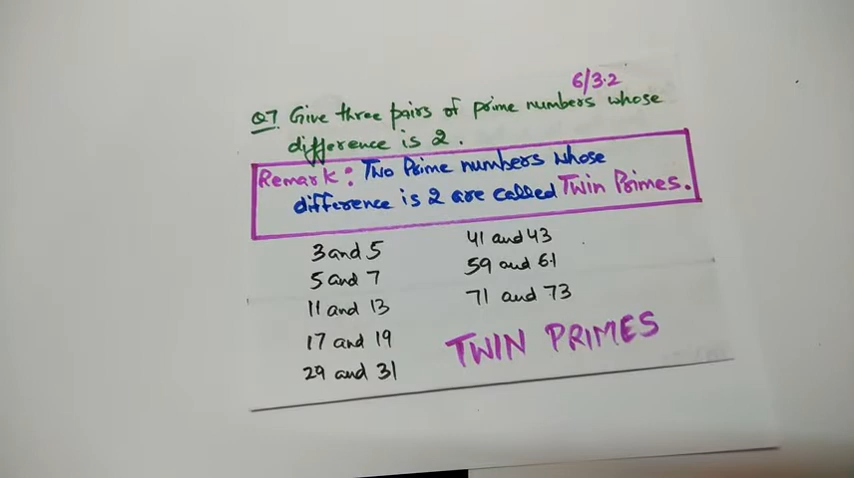 6/3.2
Q7 Give three pairs of prime numbers whose
difference is 2.
Remark: Two Prime numbers whose
difference is 2 are called Twin Primes.
3 and 5
5 and 7
11 and 13
17 and 19
29 and 31
41 and 43
59 and 61
71 and 73
TWIN PRIMES